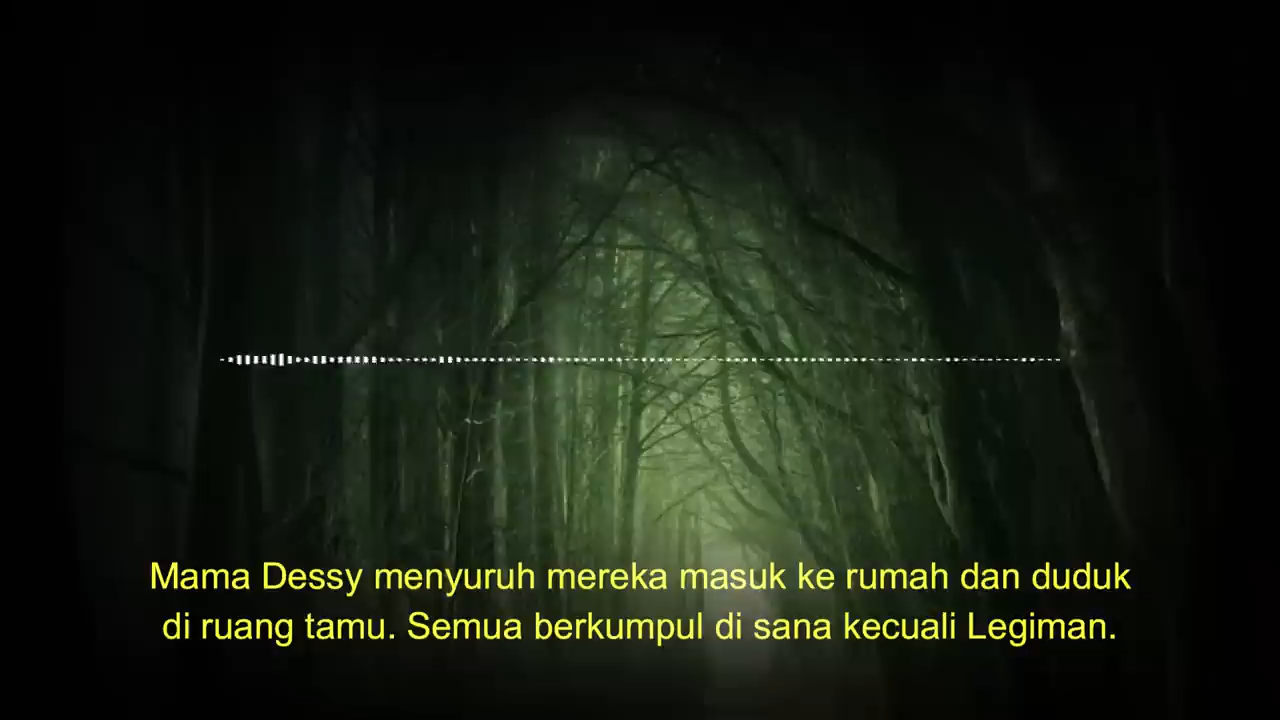 Mama Dessy menyuruh mereka masuk ke rumah dan duduk
di ruang tamu. Semua berkumpul di sana kecuali Legiman.